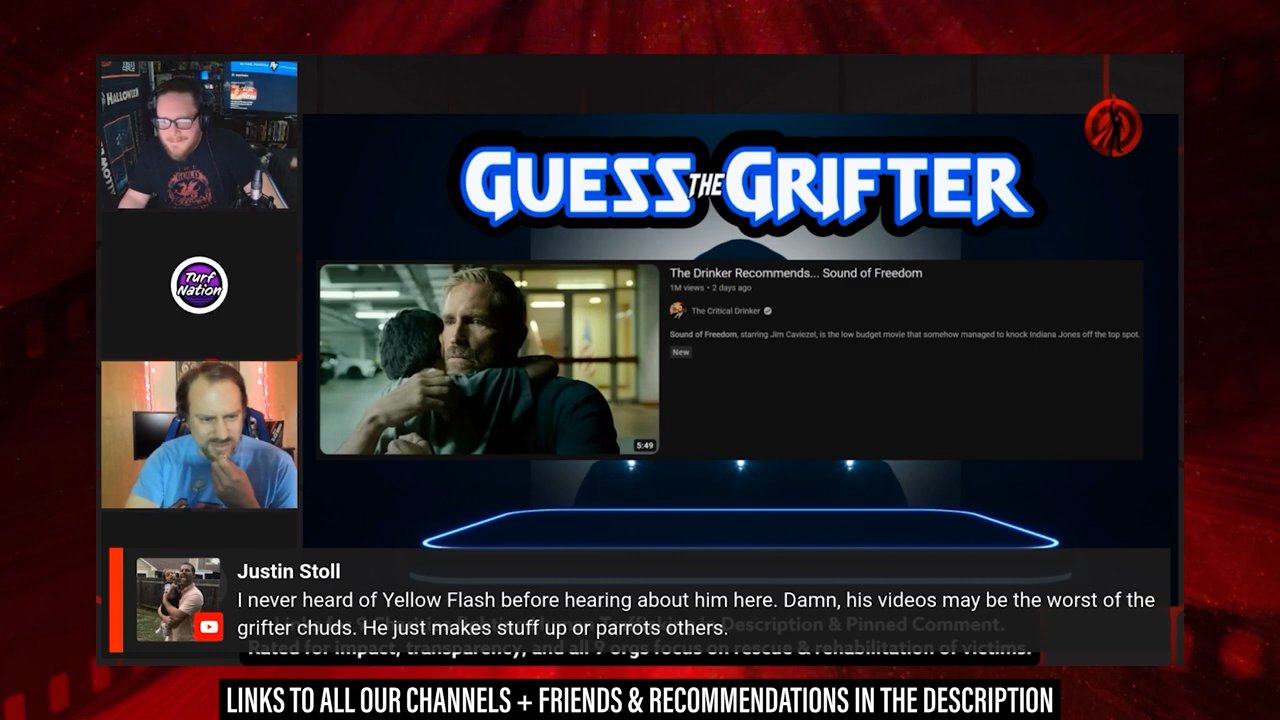 HALLOWEEN
Turf
Nation
GUESS THE GRIFTER
The Drinker Recommends... Sound of Freedom
1M views • 2 days ago
The Critical Drinker
Sound of Freedom, starring Jim Caviezel, is the low budget movie that somehow managed to knock Indiana Jones off the top spot.
New
5:49
Justin Stoll
I never heard of Yellow Flash before hearing about him here. Damn, his videos may be the worst of the
grifter chuds. He just makes stuff up or parrots others.
Description & Pinned Comment.
Rated for impact, transparency, and all 9 orgs focus on rescue & rehabilitation of victims.
LINKS TO ALL OUR CHANNELS + FRIENDS & RECOMMENDATIONS IN THE DESCRIPTION